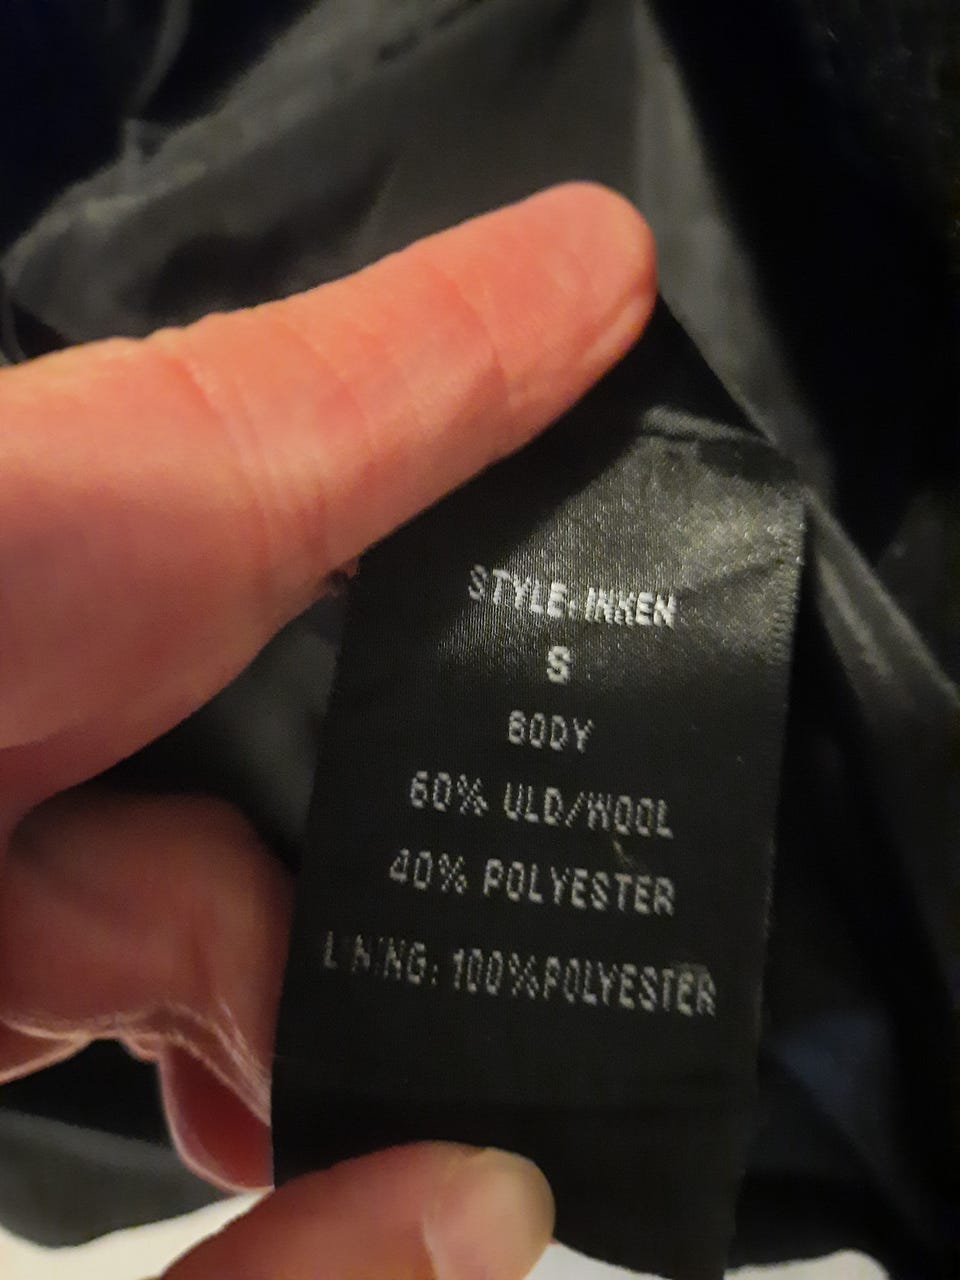 STYLE: INKEN
S
BODY
60% ULD/WOOL
40% POLYESTER
LINING: 100%POLYESTER